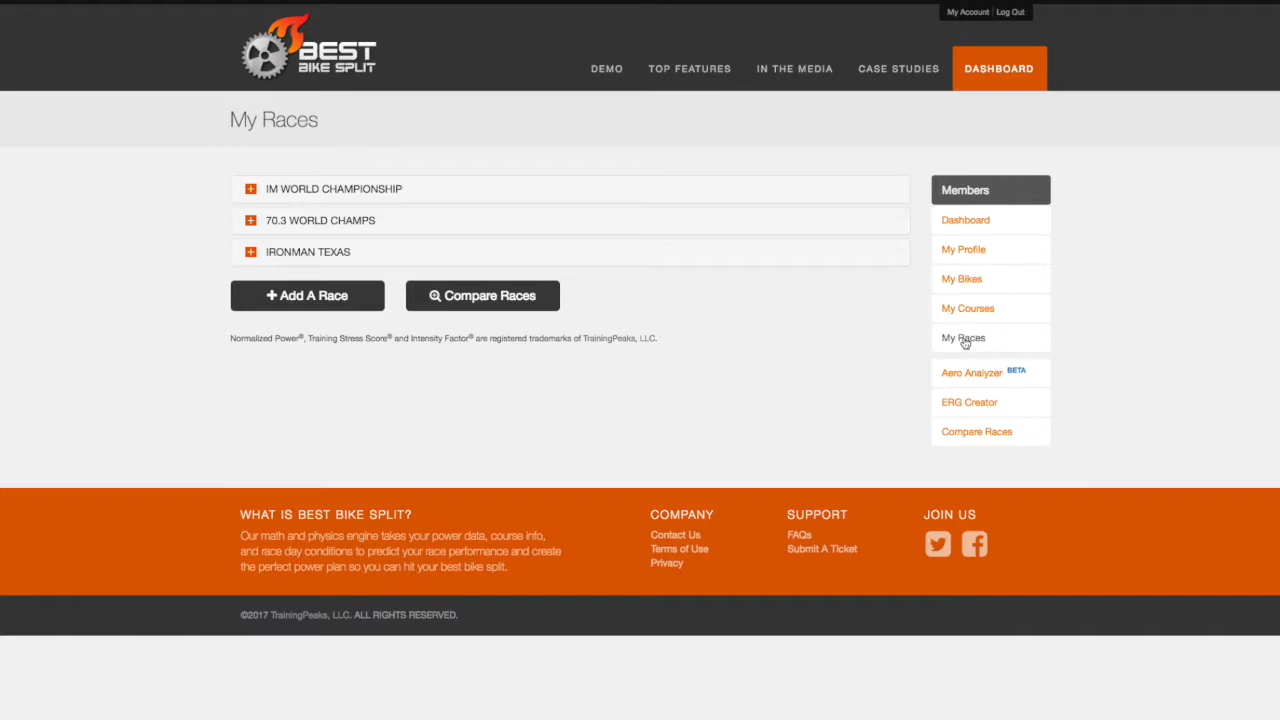 My Account | Log Out
BEST
BIKE SPLIT
DEMO TOP FEATURES IN THE MEDIA CASE STUDIES DASHBOARD
My Races
IM WORLD CHAMPIONSHIP
70.3 WORLD CHAMPS
IRONMAN TEXAS
+ Add A Race
Compare Races
Normalized Power®, Training Stress Score® and Intensity Factor® are registered trademarks of TrainingPeaks, LLC.
Members
Dashboard
My Profile
My Bikes
My Courses
My Races
Aero Analyzer BETA
ERG Creator
Compare Races
WHAT IS BEST BIKE SPLIT?
Our math and physics engine takes your power data, course info,
and race day conditions to predict your race performance and create
the perfect power plan so you can hit your best bike split.
COMPANY
Contact Us
Terms of Use
Privacy
SUPPORT
FAQs
Submit A Ticket
JOIN US
©2017 TrainingPeaks, LLC. ALL RIGHTS RESERVED.